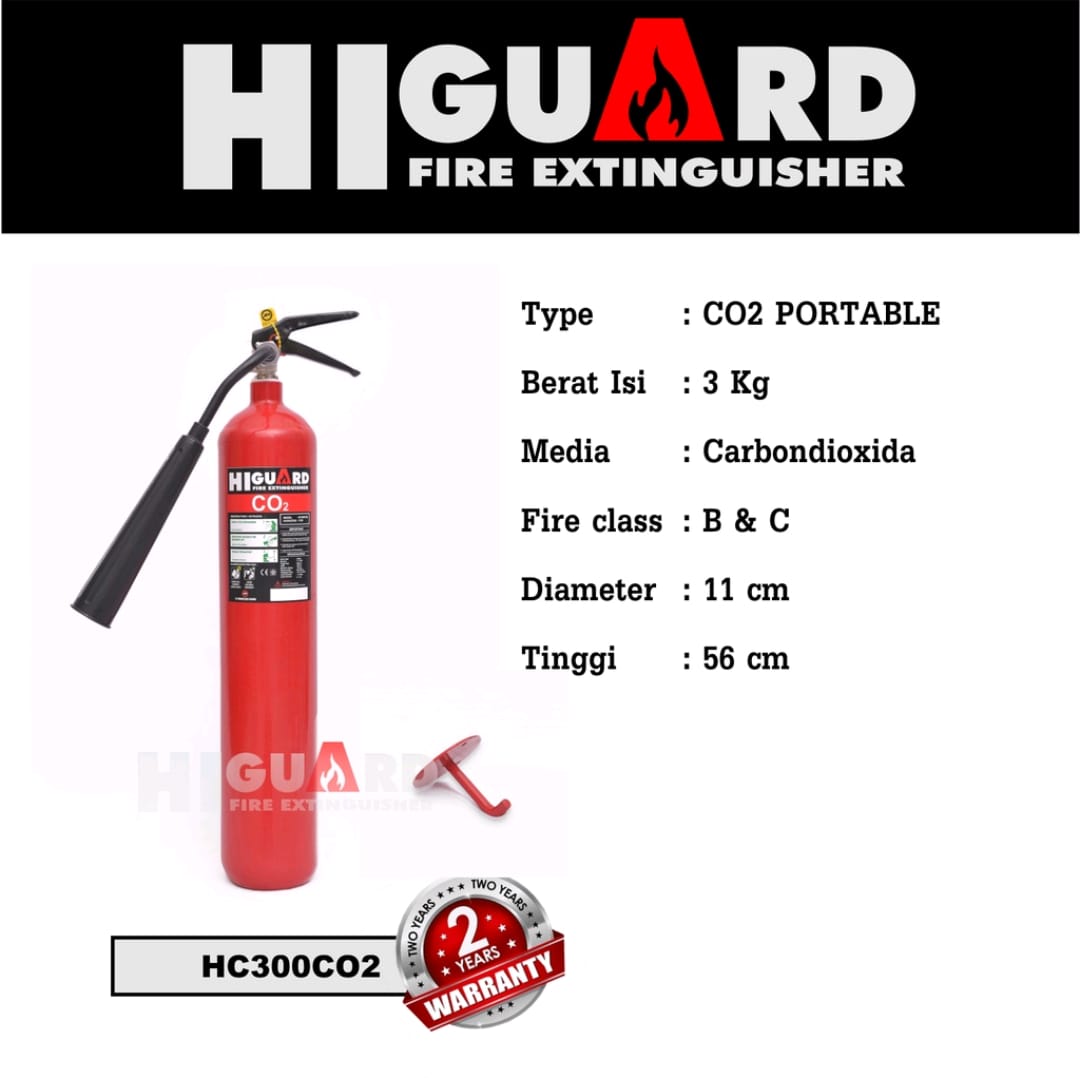 HIGUARD
FIRE EXTINGUISHER
Type : CO2 PORTABLE
Berat Isi : 3 Kg
Media : Carbondioxida
Fire class : B & C
Diameter : 11 cm
Tinggi : 56 cm
HIGUARD
FIRE EXTINGUISHER
CO2
HIGUARD
FIRE EXTINGUISHER
HC300CO2
TWO YEARS ★ ★ ★ TWO YEARS
2
YEARS
WARRANTY